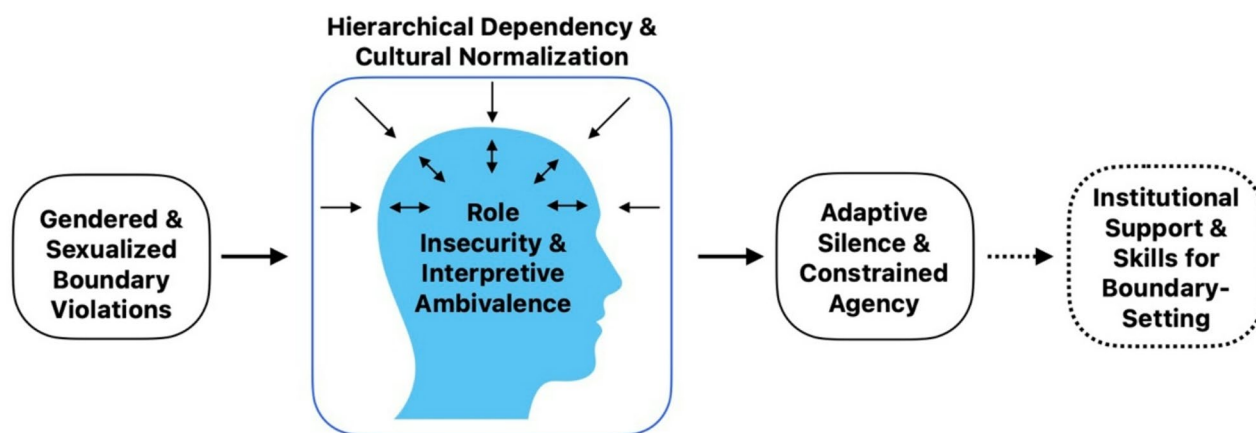 Hierarchical Dependency &
Cultural Normalization
Gendered &
Sexualized
Boundary
Violations
Role
Insecurity &
Interpretive
Ambivalence
Adaptive
Silence &
Constrained
Agency
Institutional
Support &
Skills for
Boundary-
Setting